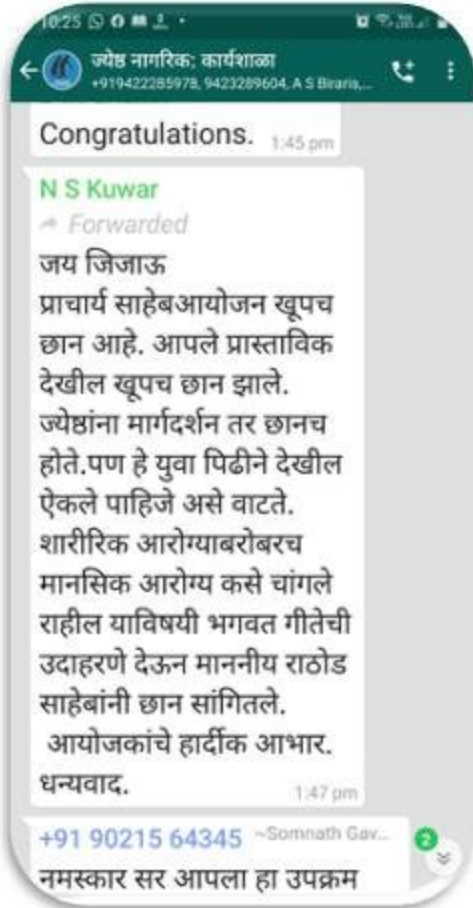 10:25
ज्येष्ठ नागरिक: कार्यशाळा
+919422285978, 9423289604, A S Biraris,...
Congratulations. 1:45 pm
N S Kuwar
Forwarded
जय जिजाऊ
प्राचार्य साहेबआयोजन खूपच
छान आहे. आपले प्रास्ताविक
देखील खूपच छान झाले.
ज्येष्ठांना मार्गदर्शन तर छानच
होते.पण हे युवा पिढीने देखील
ऐकले पाहिजे असे वाटते.
शारीरिक आरोग्याबरोबरच
मानसिक आरोग्य कसे चांगले
राहील याविषयी भगवत गीतेची
उदाहरणे देऊन माननीय राठोड
साहेबांनी छान सांगितले.
आयोजकांचे हार्दीक आभार.
धन्यवाद. 1:47 pm
+91 90215 64345 ~Somnath Gav... 2
नमस्कार सर आपला हा उपक्रम